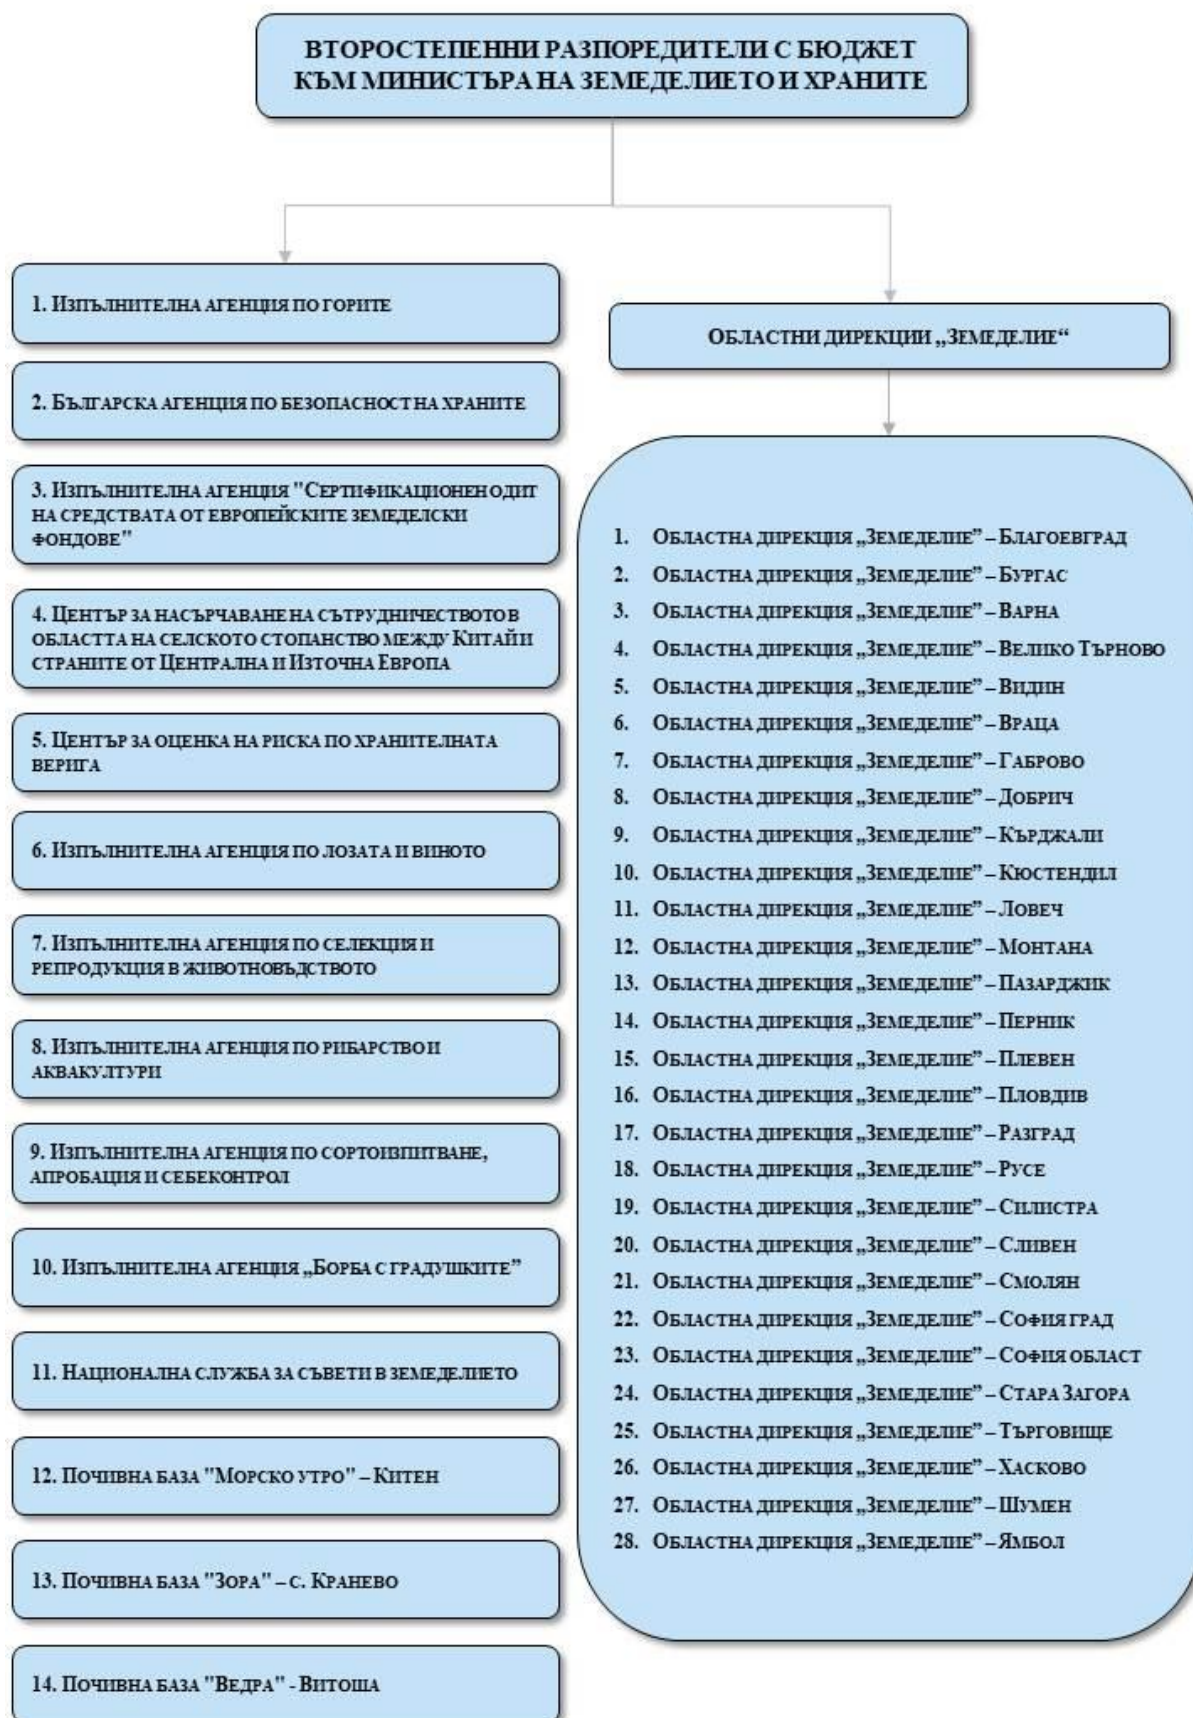 ВТОРОСТЕПЕННИ РАЗПОРЕДИТЕЛИ С БЮДЖЕТ
КЪМ МИНИСТЪРА НА ЗЕМЕДЕЛИЕТО И ХРАНИТЕ
1. Изпълнителна агенция по горите
2. Българска агенция по безопасност на храните
3. Изпълнителна агенция "Сертификационен одит
на средствата от европейските земеделски
фондове"
4. Център за насърчаване на сътрудничеството в
областта на селското стопанство между Китай и
страните от Централна и Източна Европа
5. Център за оценка на риска по хранителната
верига
6. Изпълнителна агенция по лозата и виното
7. Изпълнителна агенция по селекция и
репродукция в животновъдството
8. Изпълнителна агенция по рибарство и
аквакултури
9. Изпълнителна агенция по сортоизпитване,
апробация и себеконтрол
10. Изпълнителна агенция „Борба с градушките”
11. Национална служба за съвети в земеделието
12. Почивна база "Морско утро" – Китен
13. Почивна база "Зора" – с. Кранево
14. Почивна база "Ведра" - Витоша
Областни дирекции „Земеделие“
1. Областна дирекция „Земеделие” – Благоевград
2. Областна дирекция „Земеделие” – Бургас
3. Областна дирекция „Земеделие” – Варна
4. Областна дирекция „Земеделие” – Велико Търново
5. Областна дирекция „Земеделие” – Видин
6. Областна дирекция „Земеделие” – Враца
7. Областна дирекция „Земеделие” – Габрово
8. Областна дирекция „Земеделие” – Добрич
9. Областна дирекция „Земеделие” – Кърджали
10. Областна дирекция „Земеделие” – Кюстендил
11. Областна дирекция „Земеделие” – Ловеч
12. Областна дирекция „Земеделие” – Монтана
13. Областна дирекция „Земеделие” – Пазарджик
14. Областна дирекция „Земеделие” – Перник
15. Областна дирекция „Земеделие” – Плевен
16. Областна дирекция „Земеделие” – Пловдив
17. Областна дирекция „Земеделие” – Разград
18. Областна дирекция „Земеделие” – Русе
19. Областна дирекция „Земеделие” – Силистра
20. Областна дирекция „Земеделие” – Сливен
21. Областна дирекция „Земеделие” – Смолян
22. Областна дирекция „Земеделие” – София град
23. Областна дирекция „Земеделие” – София област
24. Областна дирекция „Земеделие” – Стара Загора
25. Областна дирекция „Земеделие” – Търговище
26. Областна дирекция „Земеделие” – Хасково
27. Областна дирекция „Земеделие” – Шумен
28. Областна дирекция „Земеделие” – Ямбол